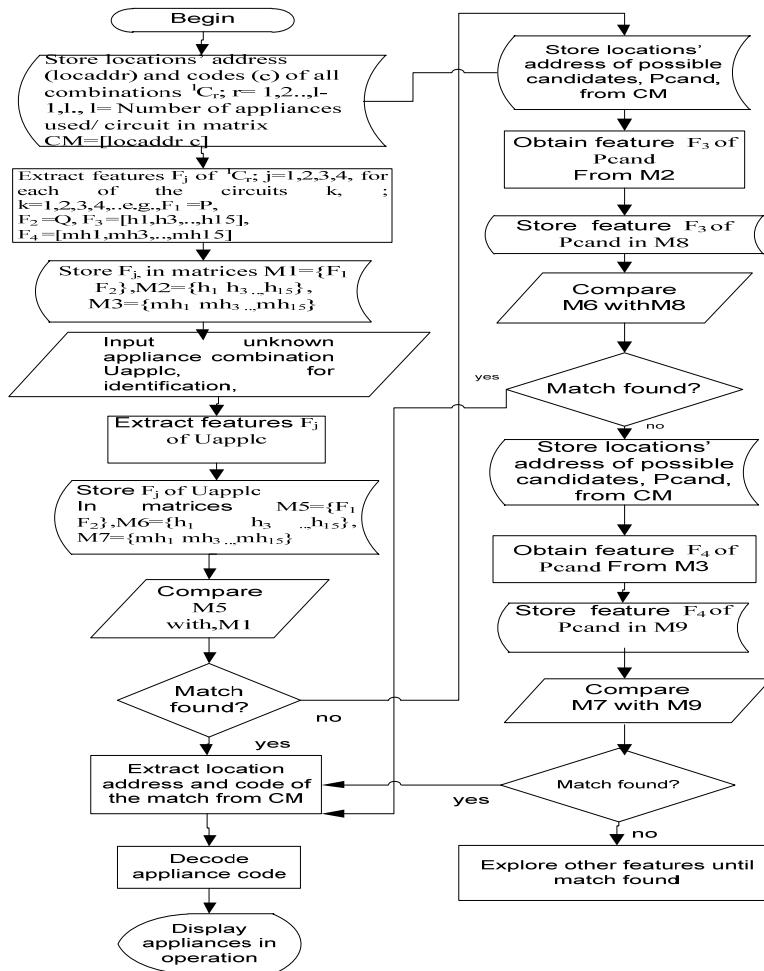 Begin
Store locations' address
(locaddr) and codes (c) of all
combinations ˡCᵣ; r= 1,2..,l-
1,l., l= Number of appliances
used/ circuit in matrix
CM=[locaddr c]
Extract features Fj of ˡCᵣ; j=1,2,3,4, for
each of the circuits k, ;
k=1,2,3,4,..e.g.,F₁ =P,
F₂ =Q, F₃ =[h1,h3,..,h15],
F₄=[mh1,mh3,..,mh15]
Store Fj, in matrices M1={F₁
F₂},M2={h₁ h₃ ..,h₁₅},
M3={mh₁ mh₃ ..,mh₁₅}
Input unknown
appliance combination
Uapplc, for
identification,
Extract features Fj
of Uapplc
Store Fj of Uapplc
In matrices M5={F₁
F₂},M6={h₁ h₃ ..,h₁₅},
M7={mh₁ mh₃ ..,mh₁₅}
Compare
M5
with,M1
Match
found?
no
yes
Extract location
address and code of
the match from CM
Decode
appliance code
Display
appliances in
operation
Store locations'
address of possible
candidates, Pcand,
from CM
Obtain feature F₃ of
Pcand
From M2
Store feature F₃ of
Pcand in M8
Compare
M6 withM8
yes
Match found?
no
Store locations'
address of possible
candidates, Pcand,
from CM
Obtain feature F₄ of
Pcand From M3
Store feature F₄ of
Pcand in M9
Compare
M7 with M9
Match found?
yes
no
Explore other features until
match found